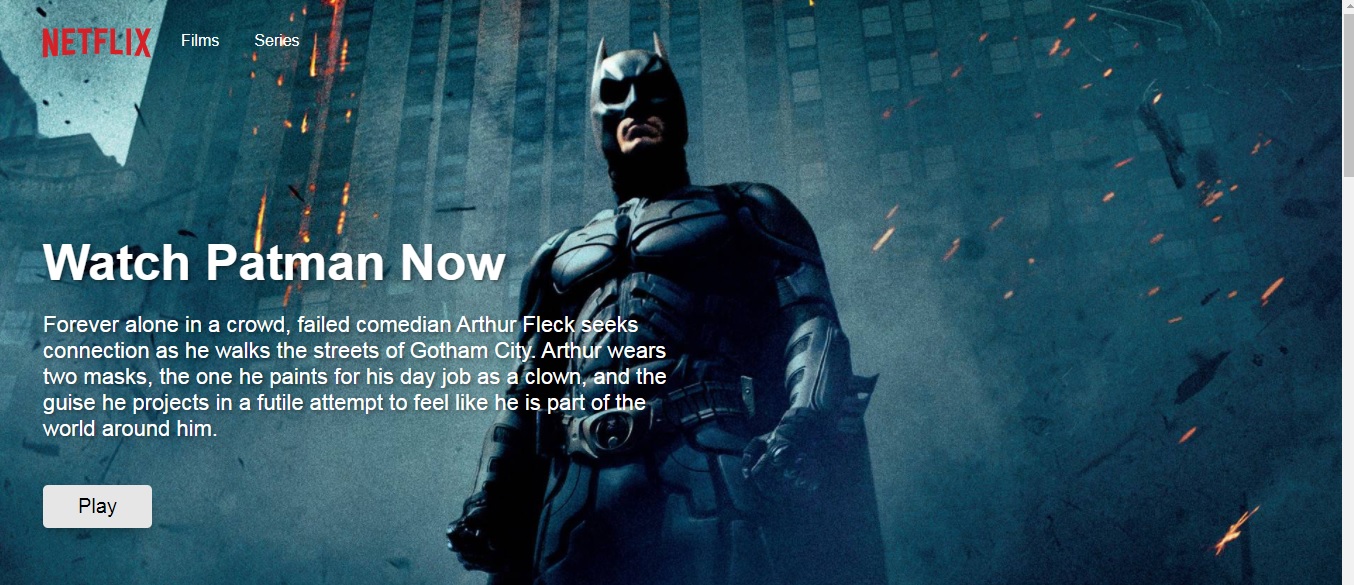 NETFLIX Films Series
Watch Patman Now
Forever alone in a crowd, failed comedian Arthur Fleck seeks
connection as he walks the streets of Gotham City. Arthur wears
two masks, the one he paints for his day job as a clown, and the
guise he projects in a futile attempt to feel like he is part of the
world around him.
Play